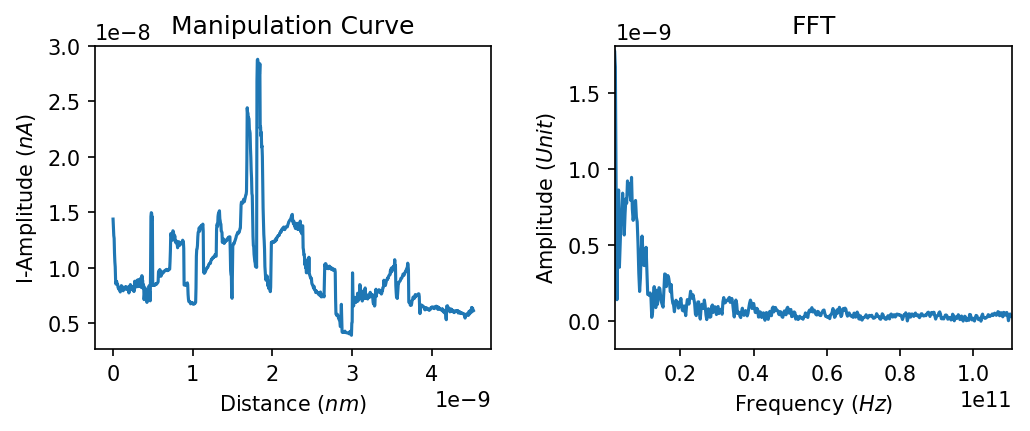 Manipulation Curve
1e−8
3.0
2.5
2.0
1.5
1.0
0.5
I-Amplitude (nA)
0 1 2 3 4
1e−9
Distance (nm)
FFT
1e−9
1.5
1.0
0.5
0.0
Amplitude (Unit)
0.2 0.4 0.6 0.8 1.0
1e11
Frequency (Hz)